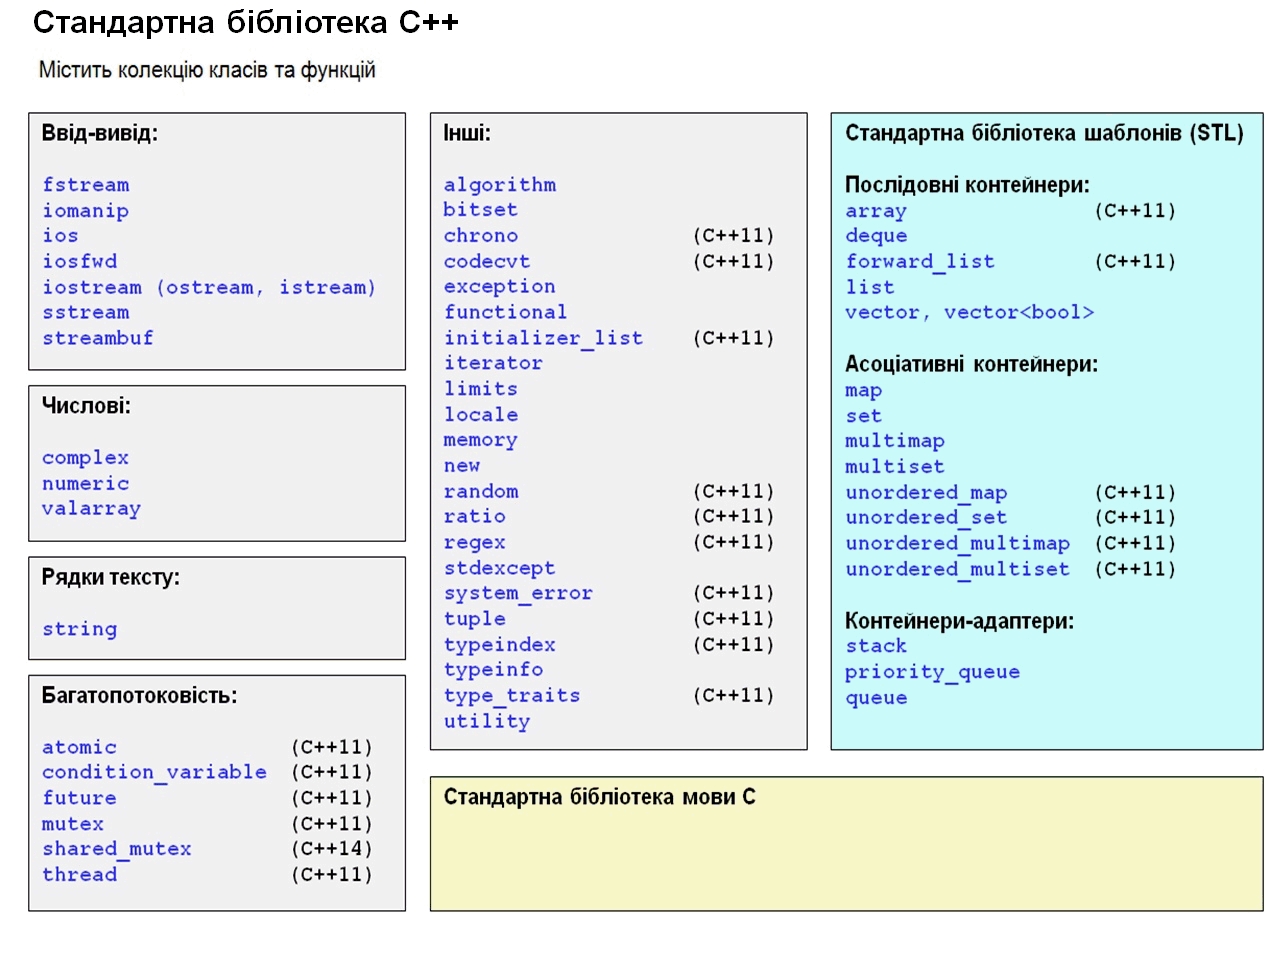 Стандартна бібліотека C++
Містить колекцію класів та функцій
Ввід-вивід:
fstream
iomanip
ios
iosfwd
iostream (ostream, istream)
sstream
streambuf
Числові:
complex
numeric
valarray
Рядки тексту:
string
Багатопотоковість:
atomic (C++11)
condition_variable (C++11)
future (C++11)
mutex (C++11)
shared_mutex (C++14)
thread (C++11)
Інші:
algorithm
bitset
chrono (C++11)
codecvt (C++11)
exception
functional
initializer_list (C++11)
iterator
limits
locale
memory
new
random (C++11)
ratio (C++11)
regex (C++11)
stdexcept
system_error (C++11)
tuple (C++11)
typeindex (C++11)
typeinfo
type_traits (C++11)
utility
Стандартна бібліотека шаблонів (STL)
Послідовні контейнери:
array (C++11)
deque
forward_list (C++11)
list
vector, vector<bool>
Асоціативні контейнери:
map
set
multimap
multiset
unordered_map (C++11)
unordered_set (C++11)
unordered_multimap (C++11)
unordered_multiset (C++11)
Контейнери-адаптери:
stack
priority_queue
queue
Стандартна бібліотека мови C